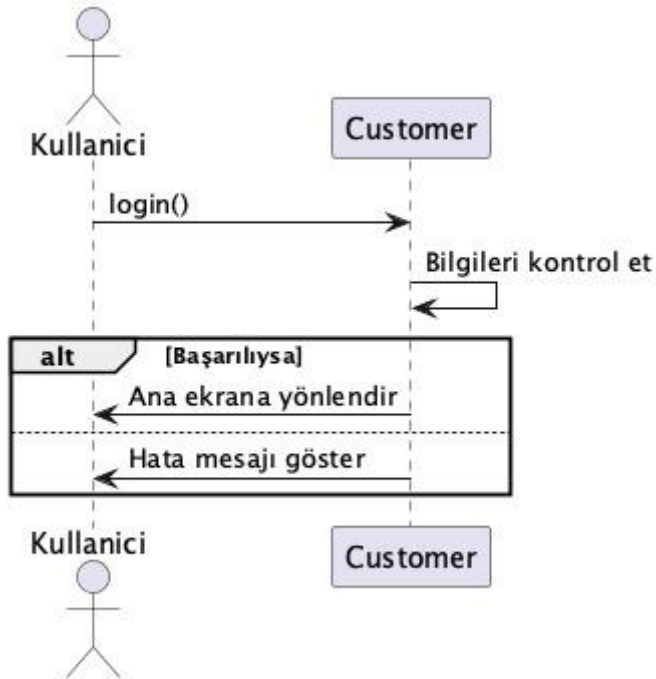 Kullanici
Customer
login()
Bilgileri kontrol et
alt [Başarılıysa]
Ana ekrana yönlendir
Hata mesajı göster
Kullanici
Customer